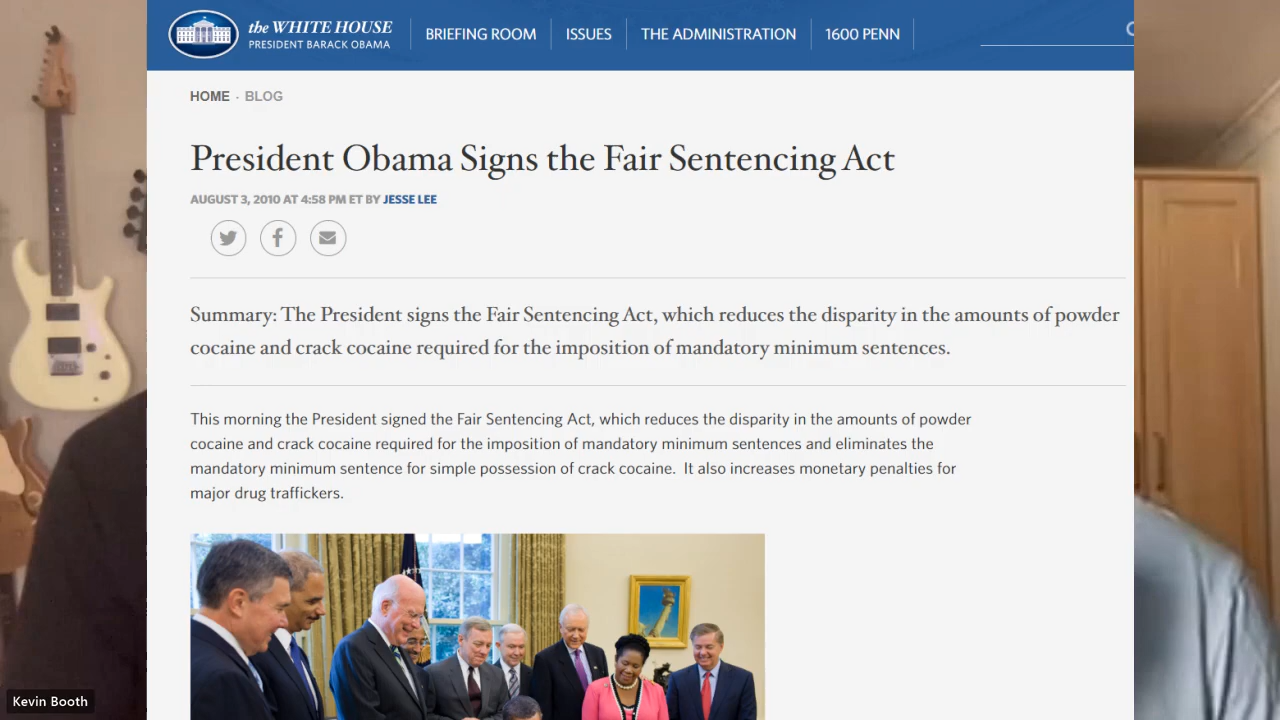 the WHITE HOUSE
PRESIDENT BARACK OBAMA
BRIEFING ROOM
ISSUES
THE ADMINISTRATION
1600 PENN
HOME · BLOG
President Obama Signs the Fair Sentencing Act
AUGUST 3, 2010 AT 4:58 PM ET BY JESSE LEE
Summary: The President signs the Fair Sentencing Act, which reduces the disparity in the amounts of powder
cocaine and crack cocaine required for the imposition of mandatory minimum sentences.
This morning the President signed the Fair Sentencing Act, which reduces the disparity in the amounts of powder
cocaine and crack cocaine required for the imposition of mandatory minimum sentences and eliminates the
mandatory minimum sentence for simple possession of crack cocaine. It also increases monetary penalties for
major drug traffickers.
Kevin Booth